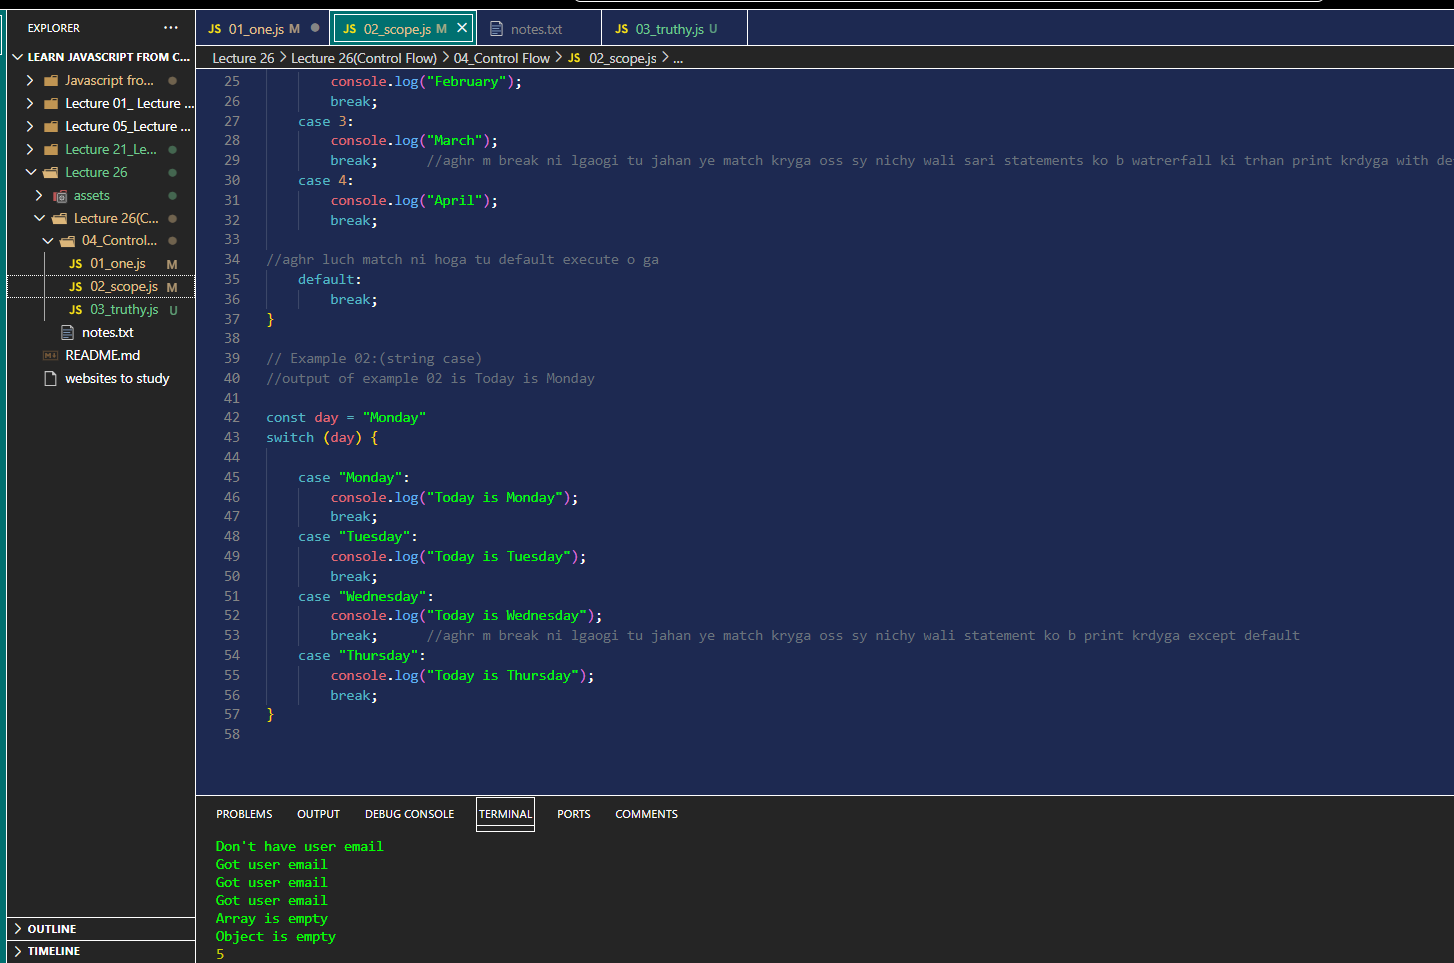 EXPLORER ...
LEARN JAVASCRIPT FROM C...
Javascript fro...
Lecture 01_ Lecture ...
Lecture 05_Lecture ...
Lecture 21_Le...
Lecture 26
assets
Lecture 26(C...
04_Control...
JS 01_one.js M
JS 02_scope.js M
JS 03_truthy.js U
notes.txt
README.md
websites to study
OUTLINE
TIMELINE
JS 01_one.js M
JS 02_scope.js M
notes.txt
JS 03_truthy.js U
Lecture 26 > Lecture 26(Control Flow) > 04_Control Flow > JS 02_scope.js > ...
25 console.log("February");
26 break;
27 case 3:
28 console.log("March");
29 break; //aghr m break ni lgaogi tu jahan ye match kryga oss sy nichy wali sari statements ko b watrerfall ki trhan print krdyga with de
30 case 4:
31 console.log("April");
32 break;
33
34 //aghr luch match ni hoga tu default execute o ga
35 default:
36 break;
37 }
38
39 // Example 02:(string case)
40 //output of example 02 is Today is Monday
41
42 const day = "Monday"
43 switch (day) {
44
45 case "Monday":
46 console.log("Today is Monday");
47 break;
48 case "Tuesday":
49 console.log("Today is Tuesday");
50 break;
51 case "Wednesday":
52 console.log("Today is Wednesday");
53 break; //aghr m break ni lgaogi tu jahan ye match kryga oss sy nichy wali statement ko b print krdyga except default
54 case "Thursday":
55 console.log("Today is Thursday");
56 break;
57 }
58
PROBLEMS OUTPUT DEBUG CONSOLE TERMINAL PORTS COMMENTS
Don't have user email
Got user email
Got user email
Got user email
Array is empty
Object is empty
5